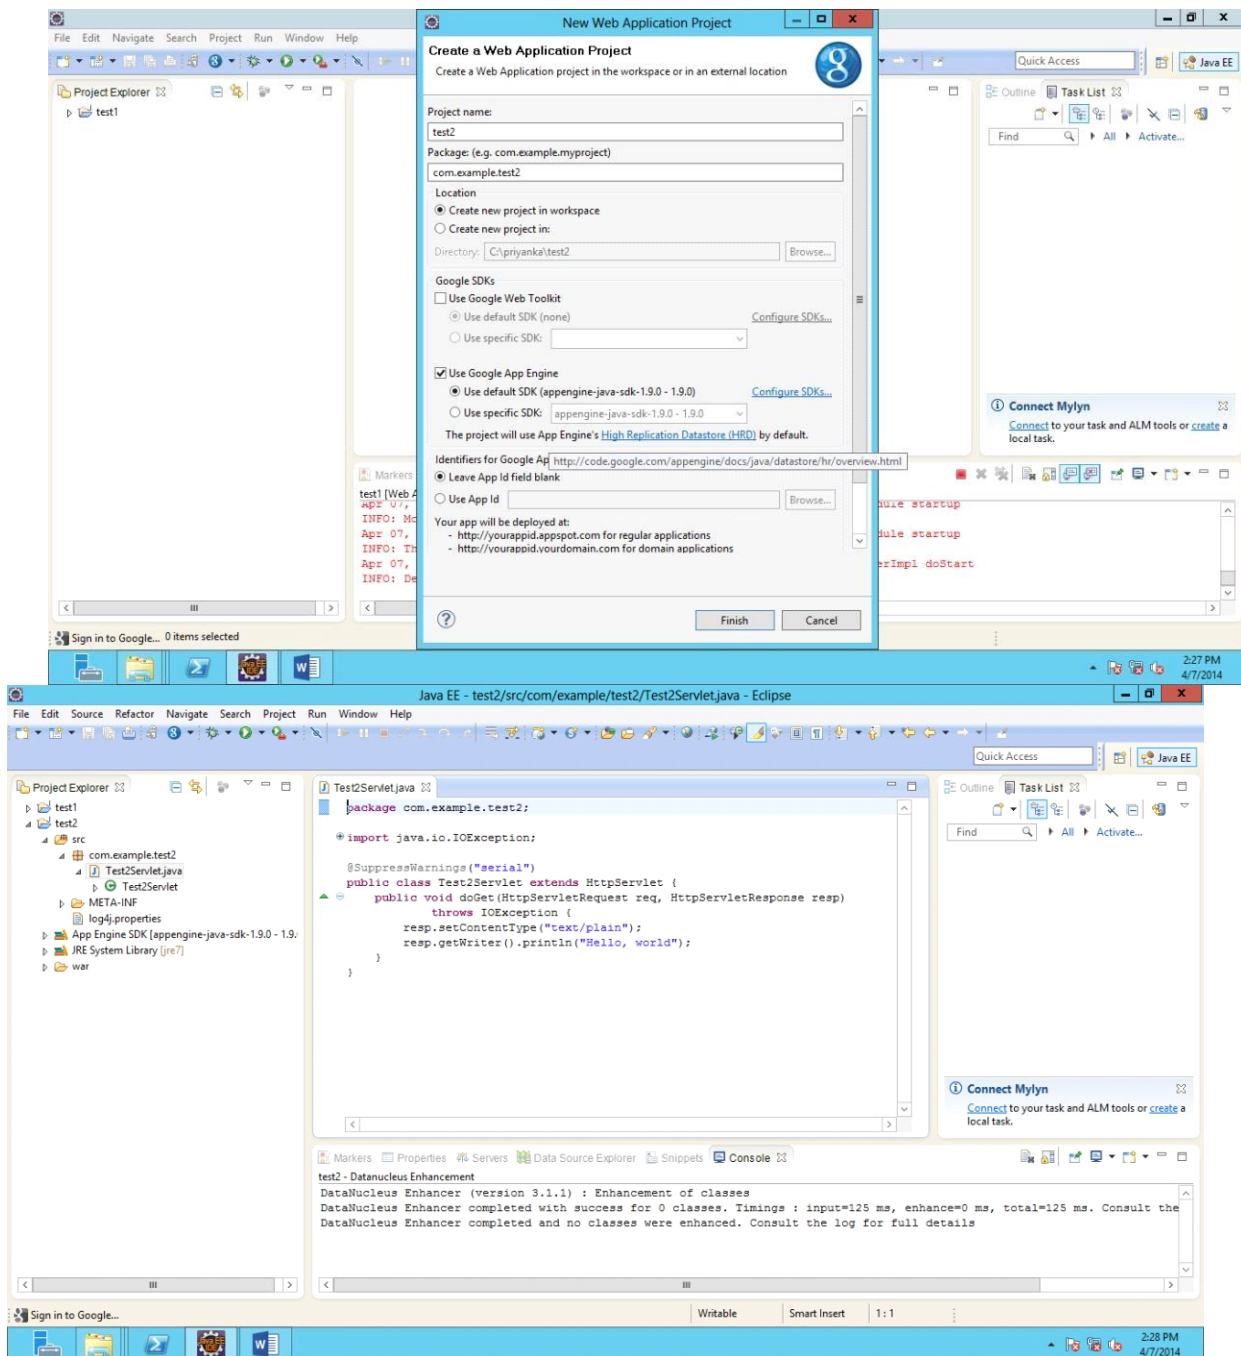 New Web Application Project
File Edit Navigate Search Project Run Window Help
Create a Web Application Project
Create a Web Application project in the workspace or in an external location
Quick Access
Java EE
Project Explorer
test1
Project name:
test2
Package: (e.g. com.example.myproject)
com.example.test2
Location
Create new project in workspace
Create new project in:
Directory: C:\priyanka\test2 Browse...
Google SDKs
Use Google Web Toolkit
Use default SDK (none) Configure SDKs...
Use specific SDK:
Use Google App Engine
Use default SDK (appengine-java-sdk-1.9.0 - 1.9.0) Configure SDKs...
Use specific SDK: appengine-java-sdk-1.9.0 - 1.9.0
The project will use App Engine's High Replication Datastore (HRD) by default.
Identifiers for Google Ap
http://code.google.com/appengine/docs/java/datastore/hr/overview.html
Leave App Id field blank
Use App Id Browse...
Your app will be deployed at:
- http://yourappid.appspot.com for regular applications
- http://yourappid.yourdomain.com for domain applications
Finish Cancel
Outline Task List
Find All Activate...
Connect Mylyn
Connect to your task and ALM tools or create a
local task.
Markers
test1 [Web A
Apr 07, dule startup
INFO: Mo
Apr 07, dule startup
INFO: Th
Apr 07, erImpl doStart
INFO: De
Sign in to Google... 0 items selected
2:27 PM
4/7/2014
Java EE - test2/src/com/example/test2/Test2Servlet.java - Eclipse
File Edit Source Refactor Navigate Search Project Run Window Help
Quick Access
Java EE
Project Explorer
test1
test2
src
com.example.test2
Test2Servlet.java
Test2Servlet
META-INF
log4j.properties
App Engine SDK [appengine-java-sdk-1.9.0 - 1.9.
JRE System Library [jre7]
war
Test2Servlet.java
package com.example.test2;
import java.io.IOException;
@SuppressWarnings("serial")
public class Test2Servlet extends HttpServlet {
public void doGet(HttpServletRequest req, HttpServletResponse resp)
throws IOException {
resp.setContentType("text/plain");
resp.getWriter().println("Hello, world");
}
}
Outline Task List
Find All Activate...
Connect Mylyn
Connect to your task and ALM tools or create a
local task.
Markers Properties Servers Data Source Explorer Snippets Console
test2 - Datanucleus Enhancement
DataNucleus Enhancer (version 3.1.1) : Enhancement of classes
DataNucleus Enhancer completed with success for 0 classes. Timings : input=125 ms, enhance=0 ms, total=125 ms. Consult the
DataNucleus Enhancer completed and no classes were enhanced. Consult the log for full details
Sign in to Google...
Writable Smart Insert 1 : 1
2:28 PM
4/7/2014